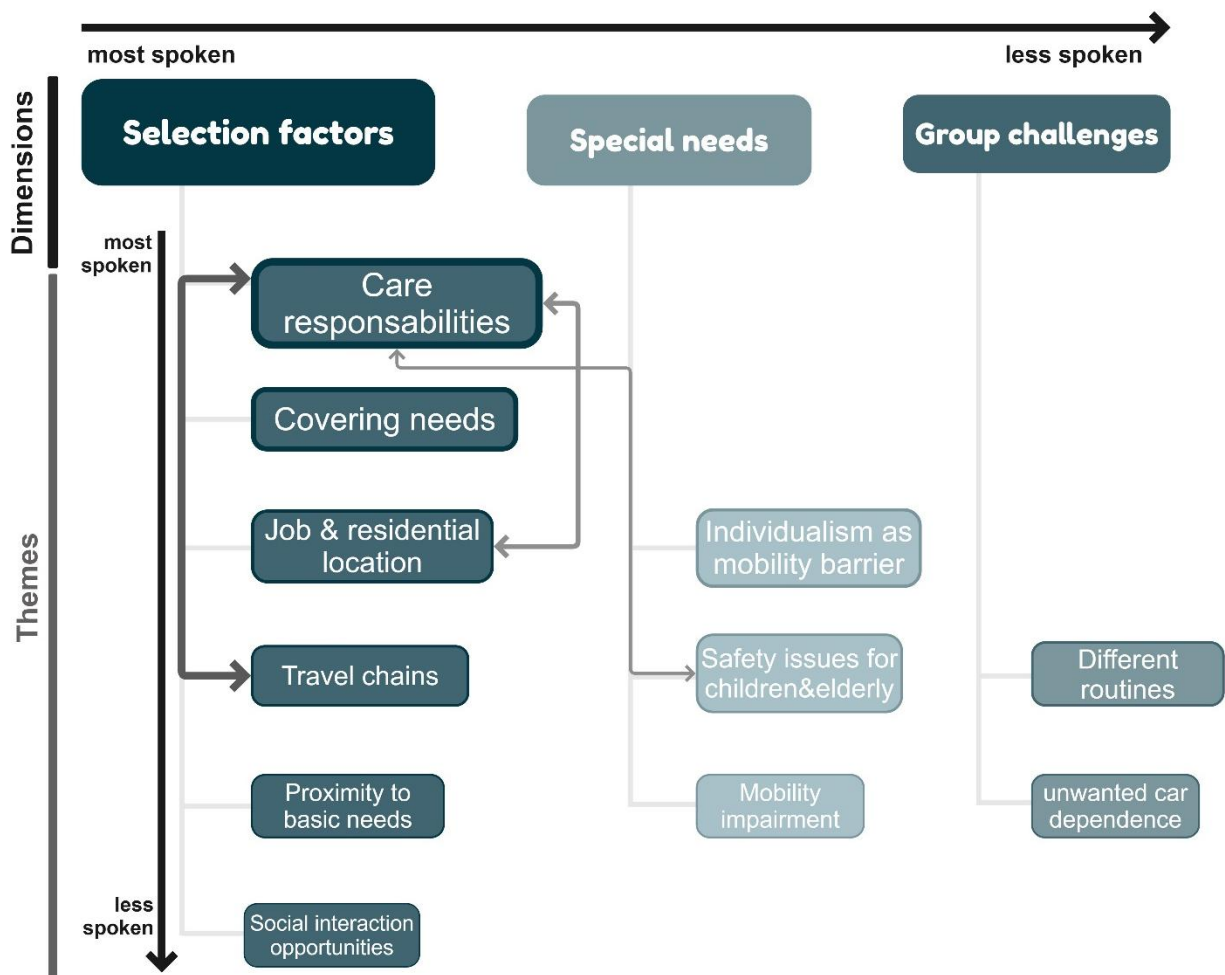 most spoken
less spoken
Dimensions
Selection factors
Special needs
Group challenges
most
spoken
Themes
Care
responsabilities
Covering needs
Job & residential
location
Individualism as
mobility barrier
Travel chains
Safety issues for
children&elderly
Different
routines
Proximity to
basic needs
Mobility
impairment
unwanted car
dependence
less
spoken
Social interaction
opportunities